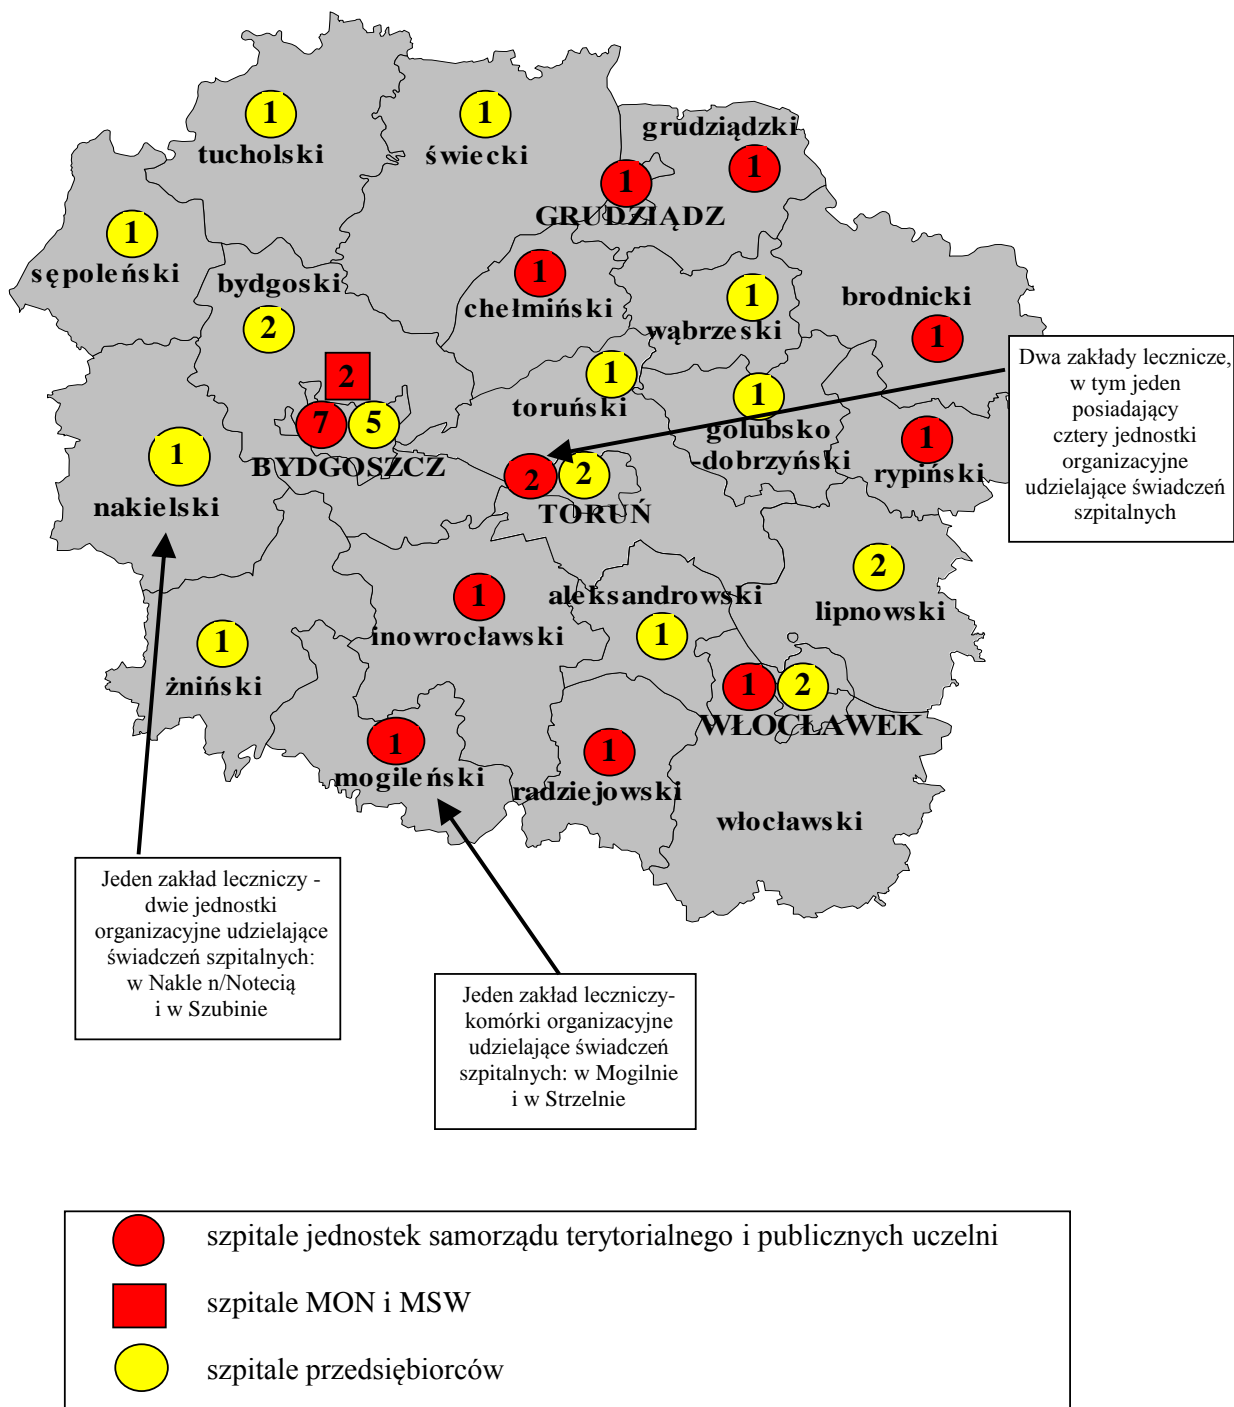 1
tucholski
1
świecki
grudziądzki
1
1
GRUDZIĄDZ
1
sępoleński
bydgoski
2
1
chełmiński
1
wąbrzeski
brodnicki
1
2
7
5
BYDGOSZCZ
1
toruński
1
golubsko
-dobrzyński
1
rypiński
1
nakielski
2
2
TORUŃ
2
lipnowski
1
inowrocławski
aleksandrowski
1
1
żniński
1
2
WŁOCŁAWEK
1
mogileński
1
radziejowski
włocławski
Dwa zakłady lecznicze,
w tym jeden
posiadający
cztery jednostki
organizacyjne
udzielające świadczeń
szpitalnych
Jeden zakład leczniczy -
dwie jednostki
organizacyjne udzielające
świadczeń szpitalnych:
w Nakle n/Notecią
i w Szubinie
Jeden zakład leczniczy-
komórki organizacyjne
udzielające świadczeń
szpitalnych: w Mogilnie
i w Strzelnie
szpitale jednostek samorządu terytorialnego i publicznych uczelni
szpitale MON i MSW
szpitale przedsiębiorców